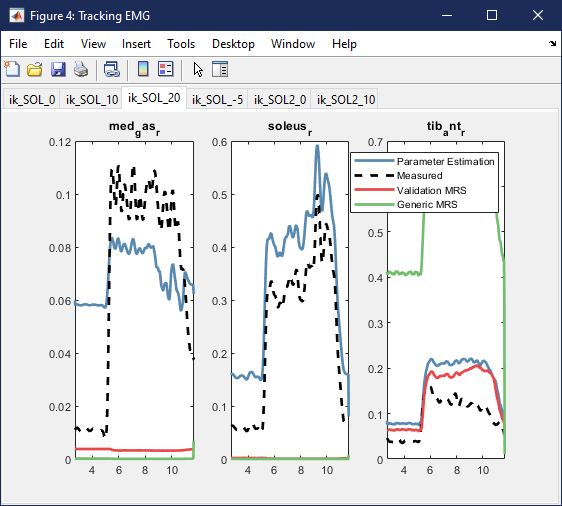 Figure 4: Tracking EMG
File Edit View Insert Tools Desktop Window Help
ik_SOL_0 ik_SOL_10 ik_SOL_20 ik_SOL_-5 ik_SOL2_0 ik_SOL2_10
med_gas_r soleus_r tib_ant_r
0.12 0.6 0.7
Parameter Estimation
Measured
Validation MRS
Generic MRS
0.1 0.5 0.6
0.08 0.4 0.5
0.06 0.3 0.4
0.04 0.2 0.3
0.02 0.1 0.2
0.1
0 0 0
4 6 8 10 4 6 8 10 4 6 8 10